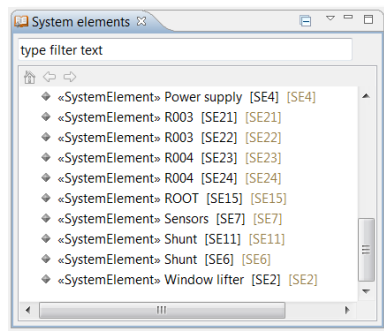 System elements
type filter text
«SystemElement» Power supply [SE4] [SE4]
«SystemElement» R003 [SE21] [SE21]
«SystemElement» R003 [SE22] [SE22]
«SystemElement» R004 [SE23] [SE23]
«SystemElement» R004 [SE24] [SE24]
«SystemElement» ROOT [SE15] [SE15]
«SystemElement» Sensors [SE7] [SE7]
«SystemElement» Shunt [SE11] [SE11]
«SystemElement» Shunt [SE6] [SE6]
«SystemElement» Window lifter [SE2] [SE2]